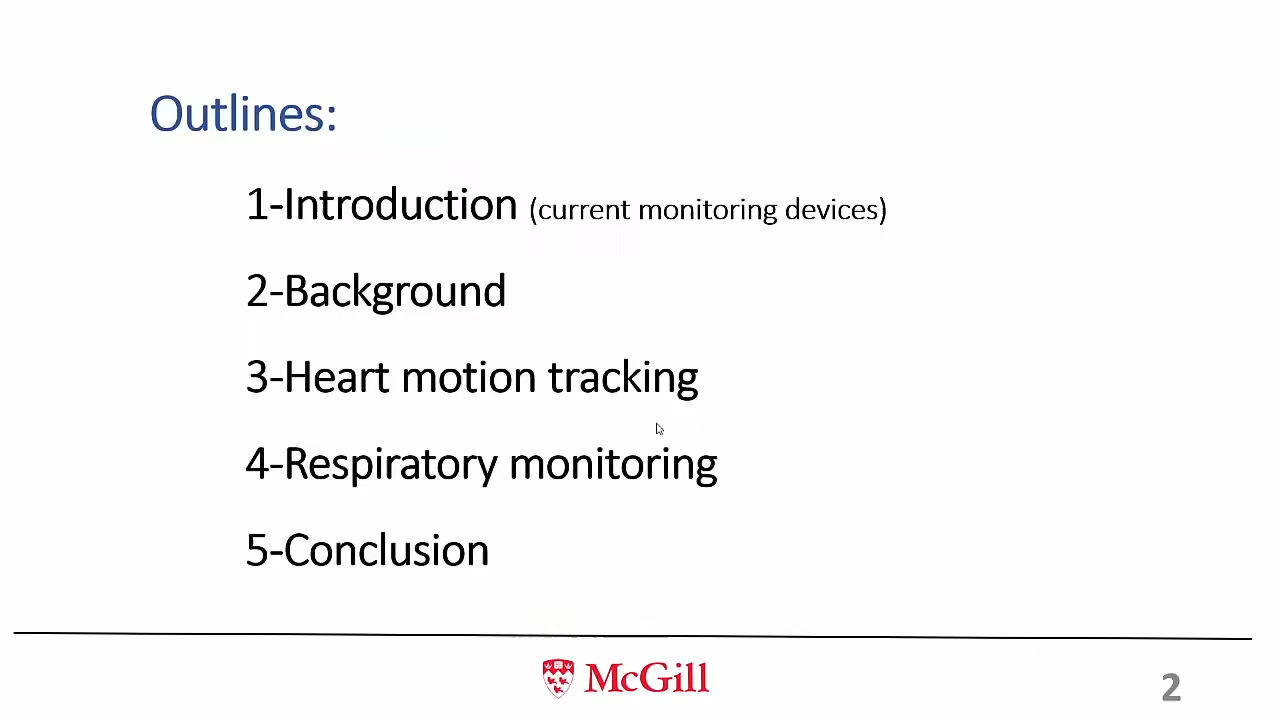 Outlines:
1-Introduction (current monitoring devices)
2-Background
3-Heart motion tracking
4-Respiratory monitoring
5-Conclusion
McGill
2